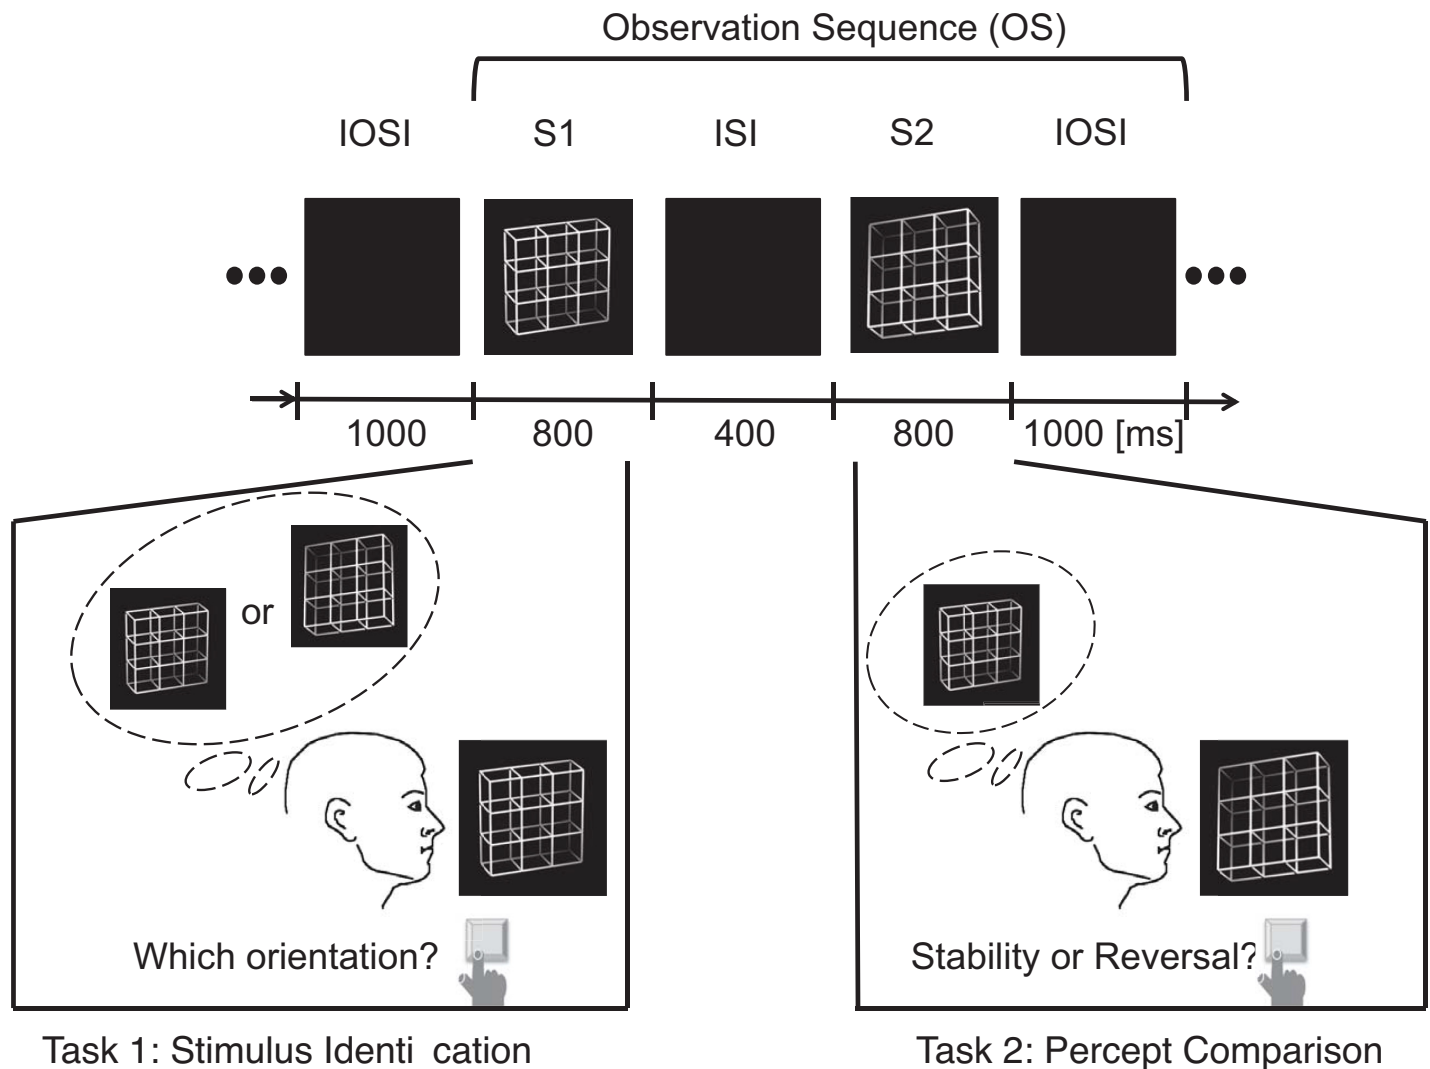 Observation Sequence (OS)
IOSI S1 ISI S2 IOSI
1000 800 400 800 1000 [ms]
or
Which orientation?
Stability or Reversal?
Task 1: Stimulus Identi cation
Task 2: Percept Comparison